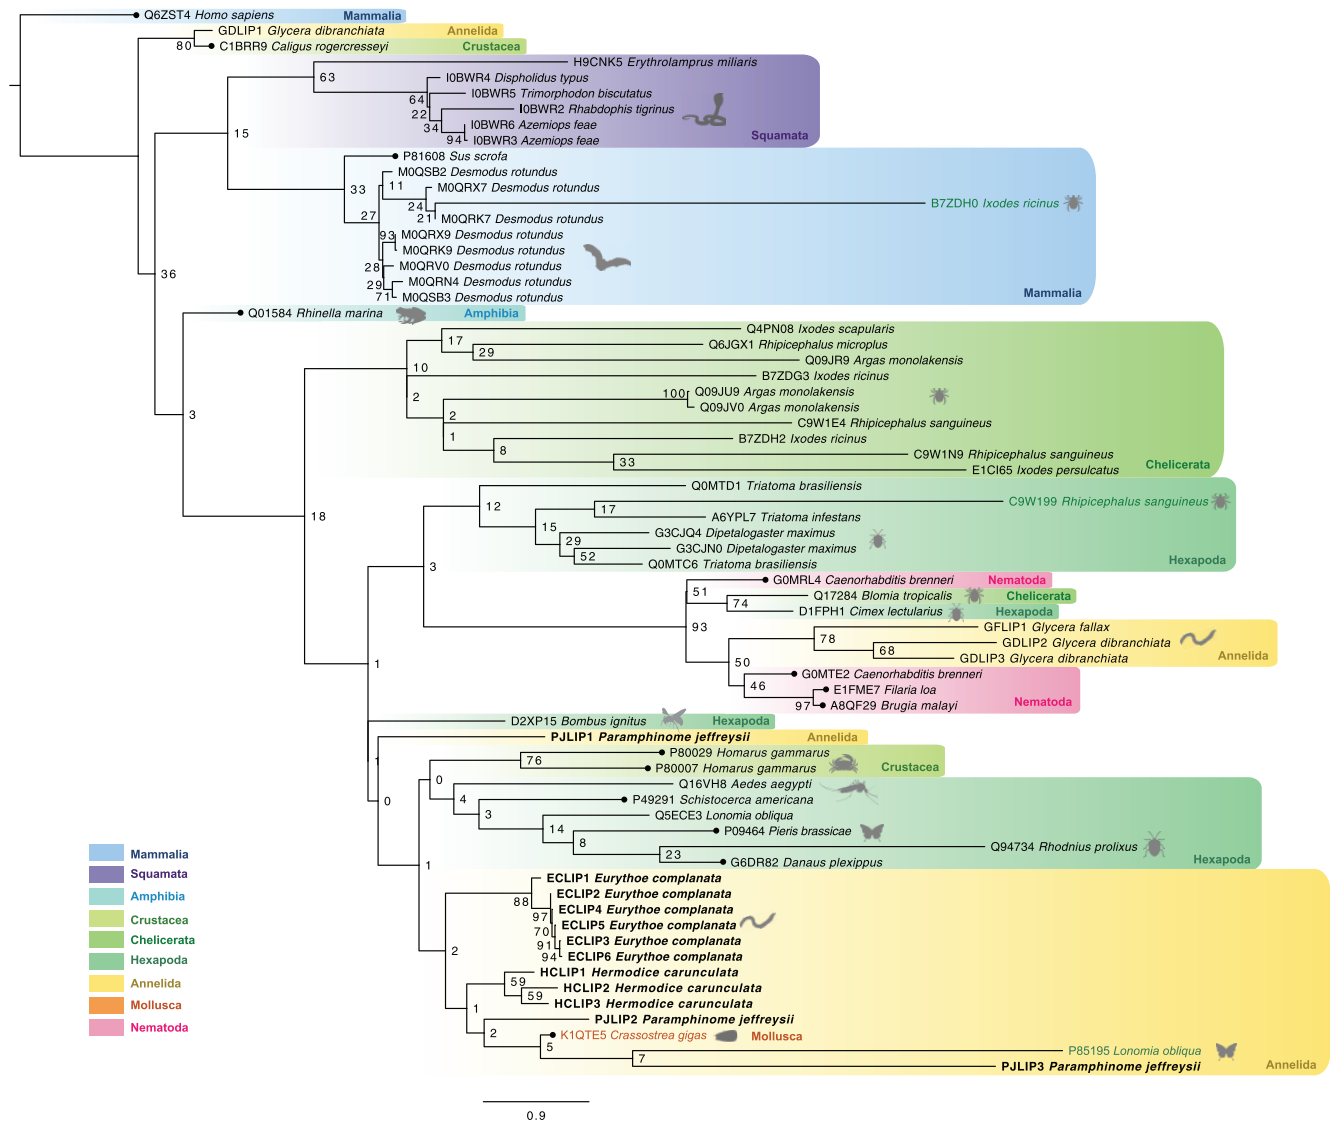 Q6ZST4 Homo sapiens Mammalia
GDLIP1 Glycera dibranchiata Annelida
80 C1BRR9 Caligus rogercresseyi Crustacea
H9CNK5 Erythrolamprus miliaris
63
I0BWR4 Dispholidus typus
64 I0BWR5 Trimorphodon biscutatus
22 I0BWR2 Rhabdophis tigrinus
34 I0BWR6 Azemiops feae
15
94 I0BWR3 Azemiops feae
Squamata
P81608 Sus scrofa
M0QSB2 Desmodus rotundus
33 11 M0QRX7 Desmodus rotundus
24 B7ZDH0 Ixodes ricinus
27 21 M0QRK7 Desmodus rotundus
93 M0QRX9 Desmodus rotundus
M0QRK9 Desmodus rotundus
28 M0QRV0 Desmodus rotundus
36
29 M0QRN4 Desmodus rotundus
71 M0QSB3 Desmodus rotundus
Mammalia
Q01584 Rhinella marina Amphibia
Q4PN08 Ixodes scapularis
17 Q6JGX1 Rhipicephalus microplus
29 Q09JR9 Argas monolakensis
10 B7ZDG3 Ixodes ricinus
100 Q09JU9 Argas monolakensis
2 Q09JV0 Argas monolakensis
3 2 C9W1E4 Rhipicephalus sanguineus
1 B7ZDH2 Ixodes ricinus
8 C9W1N9 Rhipicephalus sanguineus
33 E1CI65 Ixodes persulcatus
Chelicerata
Q0MTD1 Triatoma brasiliensis
12 C9W199 Rhipicephalus sanguineus
17 A6YPL7 Triatoma infestans
18 15 G3CJQ4 Dipetalogaster maximus
29 G3CJN0 Dipetalogaster maximus
52 Q0MTC6 Triatoma brasiliensis
Hexapoda
3
G0MRL4 Caenorhabditis brenneri Nematoda
51 Q17284 Blomia tropicalis Chelicerata
74 D1FPH1 Cimex lectularius Hexapoda
93 GFLIP1 Glycera fallax
78 GDLIP2 Glycera dibranchiata
68 GDLIP3 Glycera dibranchiata Annelida
1 50
G0MTE2 Caenorhabditis brenneri
46 E1FME7 Filaria loa
97 A8QF29 Brugia malayi Nematoda
D2XP15 Bombus ignitus Hexapoda
PJLIP1 Paramphinome jeffreysii Annelida
1 P80029 Homarus gammarus
76 P80007 Homarus gammarus Crustacea
0 Q16VH8 Aedes aegypti
0 4 P49291 Schistocerca americana
3 Q5ECE3 Lonomia obliqua
14 P09464 Pieris brassicae
8 Q94734 Rhodnius prolixus
23 G6DR82 Danaus plexippus
Hexapoda
1
ECLIP1 Eurythoe complanata
88 ECLIP2 Eurythoe complanata
97 ECLIP4 Eurythoe complanata
70 ECLIP5 Eurythoe complanata
91 ECLIP3 Eurythoe complanata
2 94 ECLIP6 Eurythoe complanata
HCLIP1 Hermodice carunculata
59 HCLIP2 Hermodice carunculata
59 HCLIP3 Hermodice carunculata
1 PJLIP2 Paramphinome jeffreysii
2 K1QTE5 Crassostrea gigas Mollusca
5 P85195 Lonomia obliqua
7 PJLIP3 Paramphinome jeffreysii Annelida
Mammalia
Squamata
Amphibia
Crustacea
Chelicerata
Hexapoda
Annelida
Mollusca
Nematoda
0.9